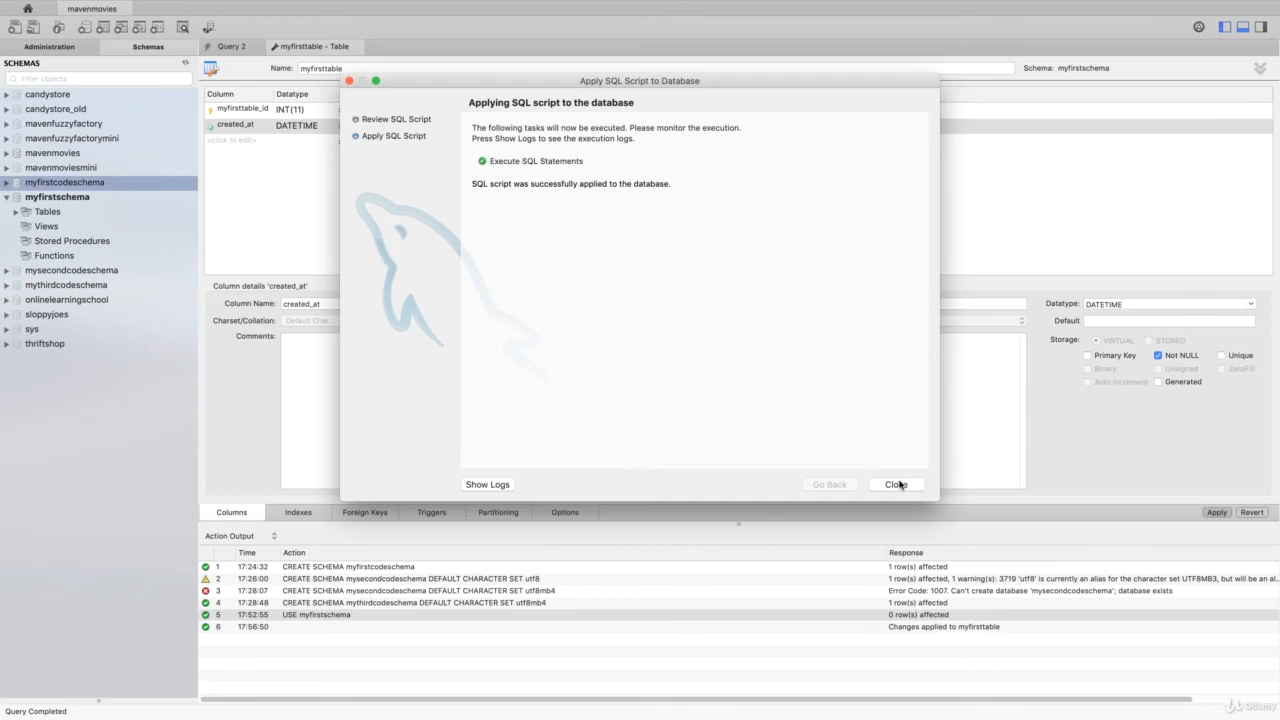 mavenmovies
Administration
Schemas
Query 2
myfirsttable - Table
SCHEMAS
Filter objects
candystore
candystore_old
mavenfuzzyfactory
mavenfuzzyfactorymini
mavenmovies
mavenmoviesmini
myfirstcodeschema
myfirstschema
Tables
Views
Stored Procedures
Functions
mysecondcodeschema
mythirdcodeschema
onlinelearningschool
sloppyjoes
sys
thriftshop
Name: myfirsttable
Schema: myfirstschema
Column Datatype
myfirsttable_id INT(11)
created_at DATETIME
<click to edit>
Apply SQL Script to Database
Review SQL Script
Apply SQL Script
Applying SQL script to the database
The following tasks will now be executed. Please monitor the execution.
Press Show Logs to see the execution logs.
Execute SQL Statements
SQL script was successfully applied to the database.
Show Logs
Go Back
Column details 'created_at'
Column Name: created_at
Charset/Collation: Default Char...
Comments:
Datatype: DATETIME
Default
Storage: VIRTUAL STORED
Primary Key Not NULL Unique
Binary Unsigned ZeroFill
Auto Increment Generated
Columns Indexes Foreign Keys Triggers Partitioning Options
Apply Revert
Action Output
Time Action Response
1 17:24:32 CREATE SCHEMA myfirstcodeschema 1 row(s) affected
2 17:26:00 CREATE SCHEMA mysecondcodeschema DEFAULT CHARACTER SET utf8 1 row(s) affected, 1 warning(s): 3719 'utf8' is currently an alias for the character set UTF8MB3, but will be an al...
3 17:28:07 CREATE SCHEMA mysecondcodeschema DEFAULT CHARACTER SET utf8mb4 Error Code: 1007. Can't create database 'mysecondcodeschema'; database exists
4 17:28:48 CREATE SCHEMA mythirdcodeschema DEFAULT CHARACTER SET utf8mb4 1 row(s) affected
5 17:52:55 USE myfirstschema 0 row(s) affected
6 17:56:50 Changes applied to myfirsttable
Query Completed
Udemy